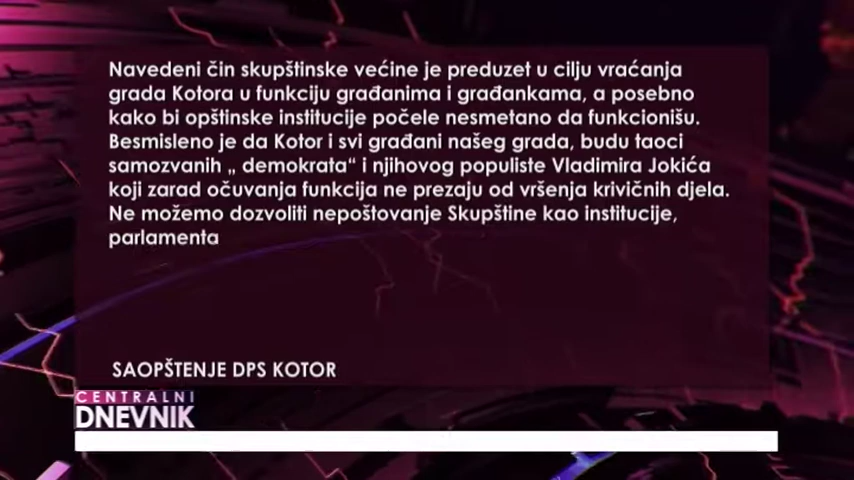 Navedeni čin skupštinske većine je preduzet u cilju vraćanja
grada Kotora u funkciju građanima i građankama, a posebno
kako bi opštinske institucije počele nesmetano da funkcionišu.
Besmisleno je da Kotor i svi građani našeg grada, budu taoci
samozvanih „ demokrata“ i njihovog populiste Vladimira Jokića
koji zarad očuvanja funkcija ne prezaju od vršenja krivičnih djela.
Ne možemo dozvoliti nepoštovanje Skupštine kao institucije,
parlamenta
SAOPŠTENJE DPS KOTOR
CENTRALNI
DNEVNIK